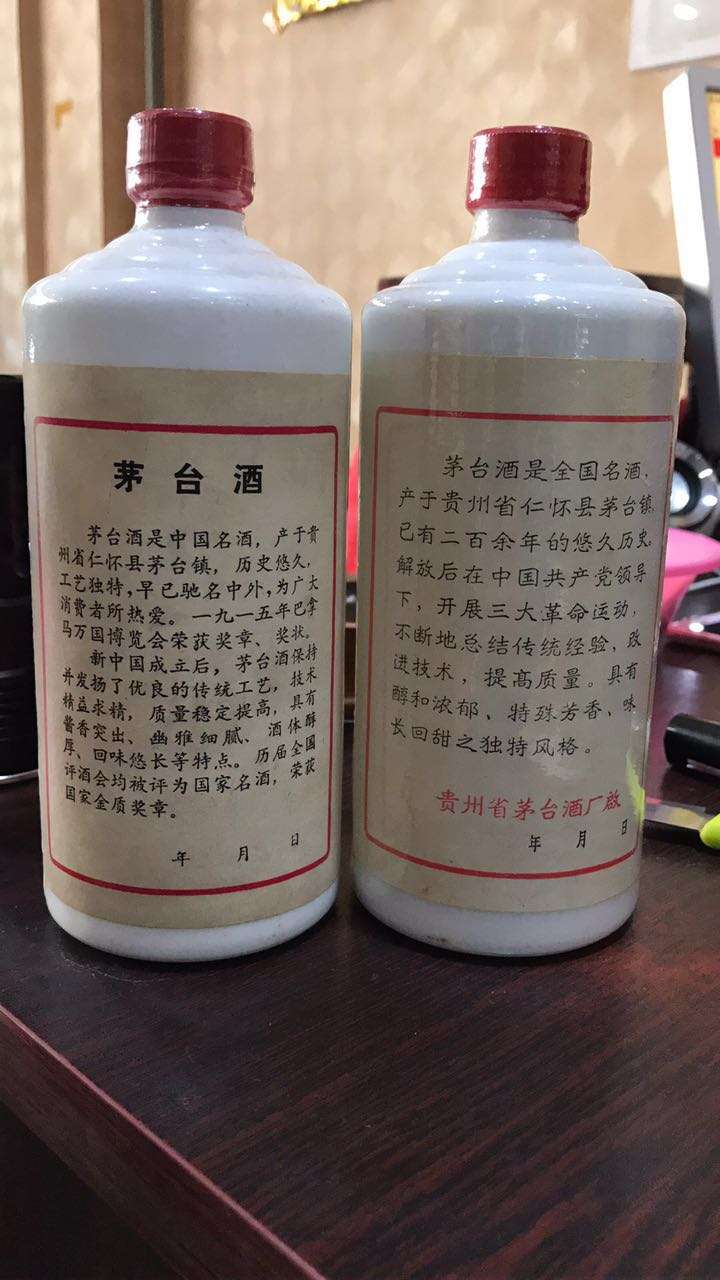 茅台酒
茅台酒是中国名酒，产于贵
州省仁怀县茅台镇，历史悠久，
工艺独特，早已驰名中外，为广大
消费者所热爱。一九一五年巴拿
马万国博览会荣获奖章、奖状。
新中国成立后，茅台酒保持
并发扬了优良的传统工艺，技术
精益求精，质量稳定提高，具有
酱香突出、幽雅细腻、酒体醇
厚、回味悠长等特点。历届全国
评酒会均被评为国家名酒，荣获
国家金质奖章。
年 月 日
茅台酒是全国名酒，
产于贵州省仁怀县茅台镇，
已有二百余年的悠久历史，
解放后在中国共产党领导
下，开展三大革命运动，
不断地总结传统经验，改
进技术，提高质量。具有
醇和浓郁、特殊芳香、味
长回甜之独特风格。
贵州省茅台酒厂啟
年 月 日